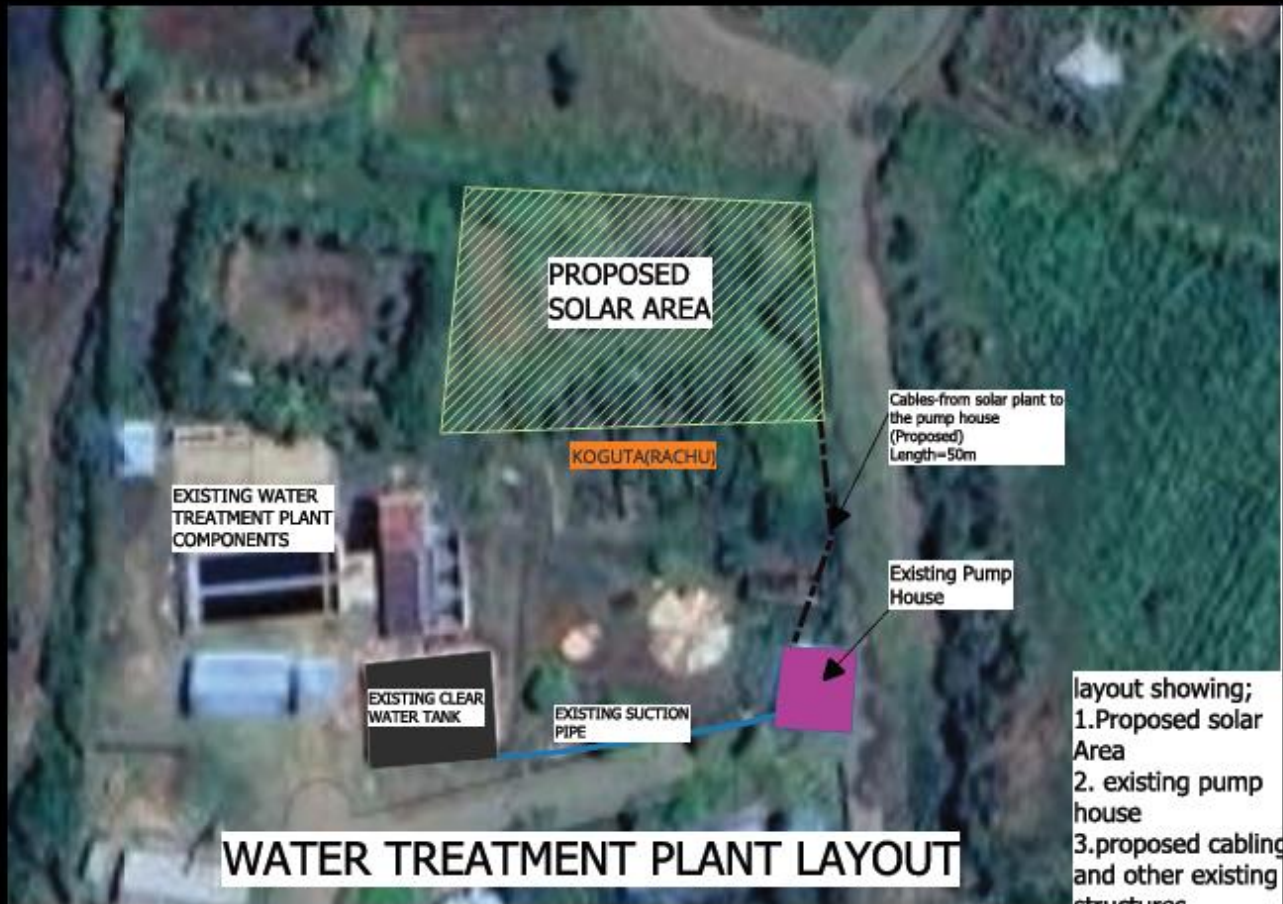 PROPOSED
SOLAR AREA
Cables-from solar plant to
the pump house
(Proposed)
Length=50m
KOGUTA(RACHU)
EXISTING WATER
TREATMENT PLANT
COMPONENTS
Existing Pump
House
EXISTING CLEAR
WATER TANK
EXISTING SUCTION
PIPE
layout showing;
1.Proposed solar
Area
2. existing pump
house
3.proposed cabling
and other existing
structures
WATER TREATMENT PLANT LAYOUT